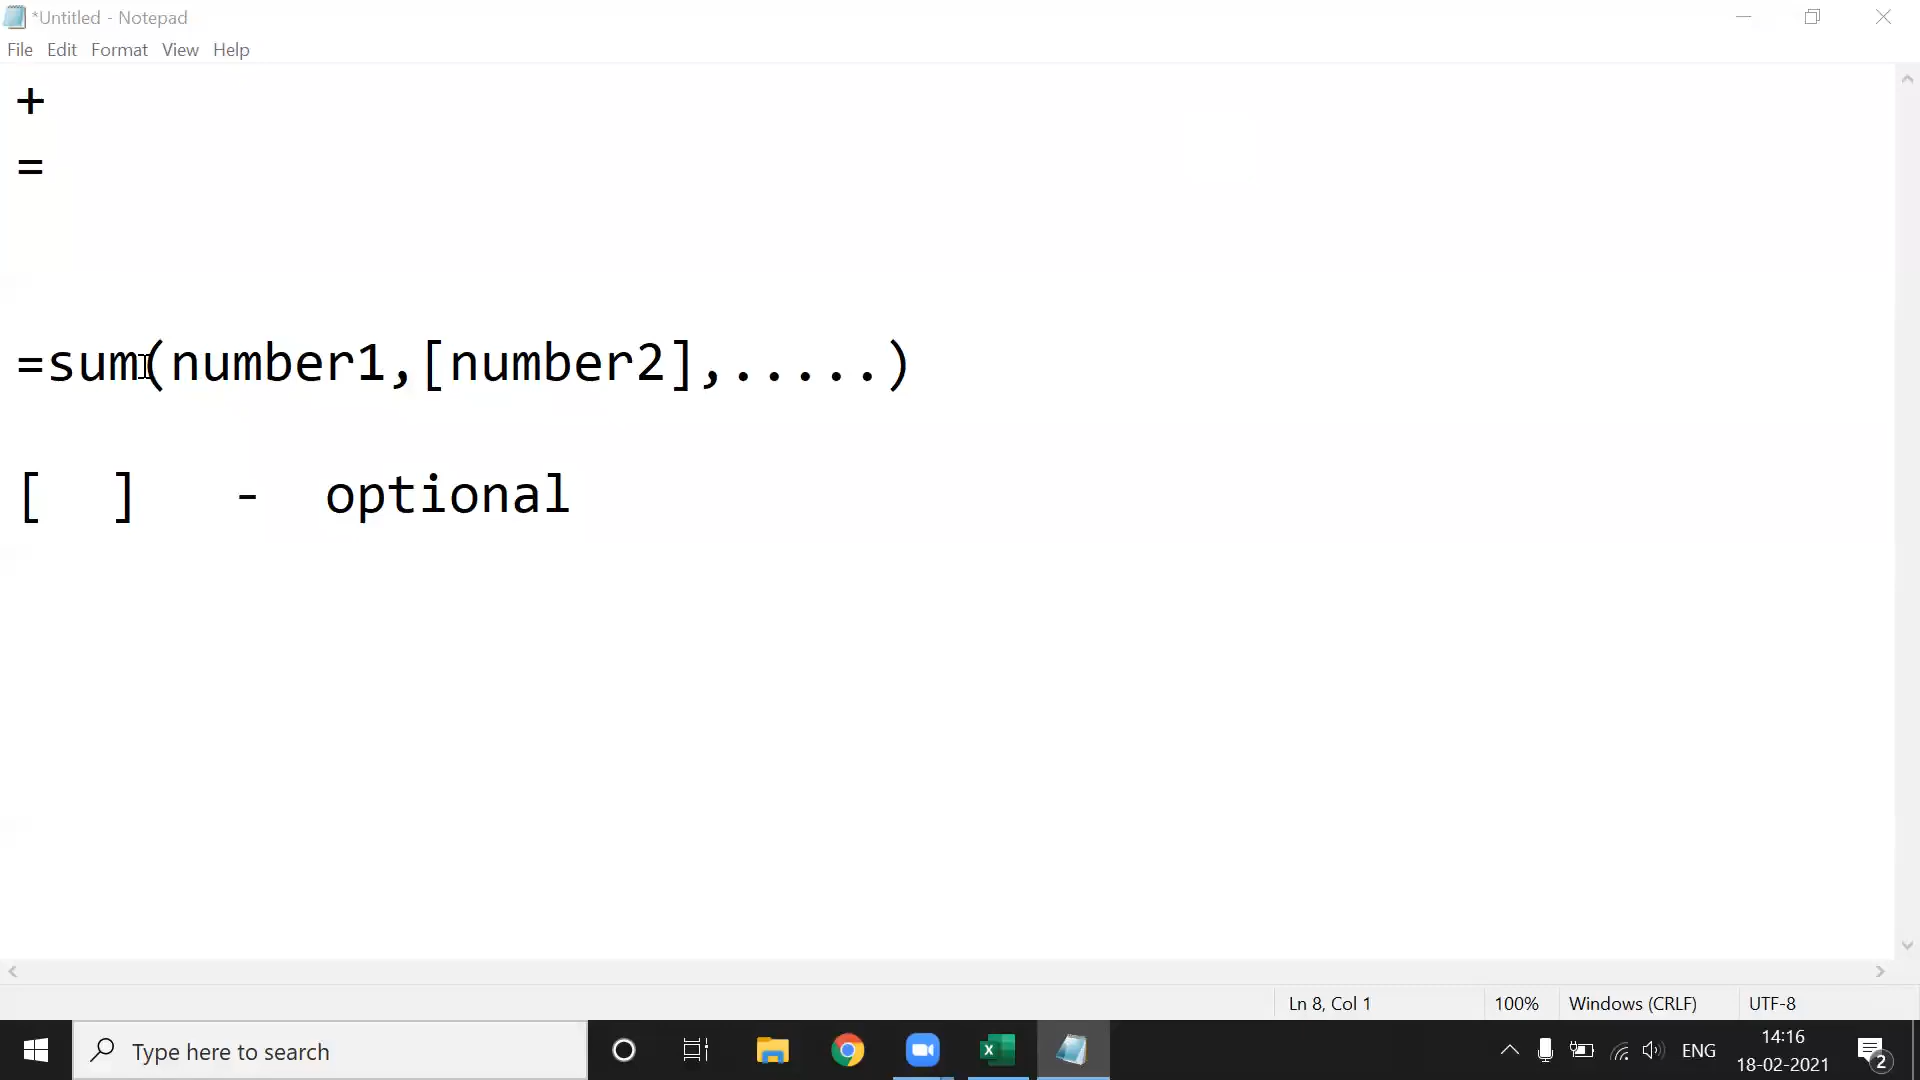 *Untitled - Notepad
File Edit Format View Help
+
=
=sum(number1,[number2],.....)
[  ]   -  optional
Ln 8, Col 1 100% Windows (CRLF) UTF-8
Type here to search
ENG
14:16
18-02-2021
2